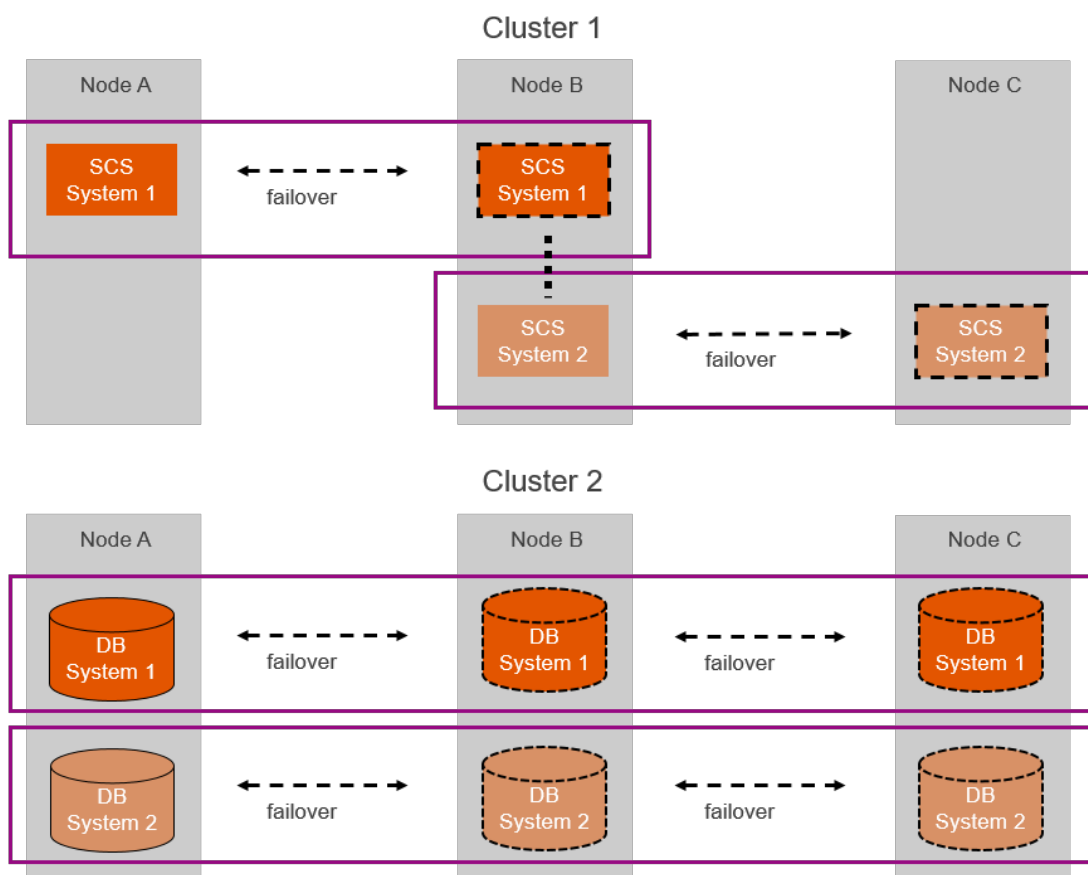 Cluster 1
Node A
Node B
Node C
SCS
System 1
failover
SCS
System 1
SCS
System 2
failover
SCS
System 2
Cluster 2
Node A
Node B
Node C
DB
System 1
failover
DB
System 1
failover
DB
System 1
DB
System 2
failover
DB
System 2
failover
DB
System 2